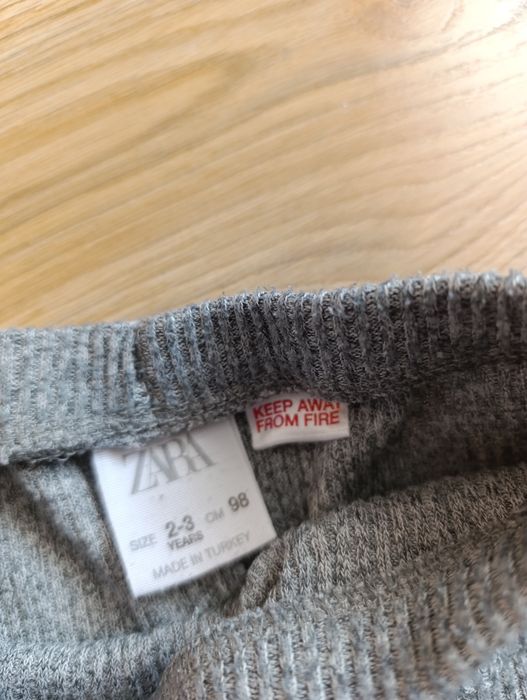 KEEP AWAY
FROM FIRE
ZARA
SIZE 2-3 YEARS CM 98
MADE IN TURKEY